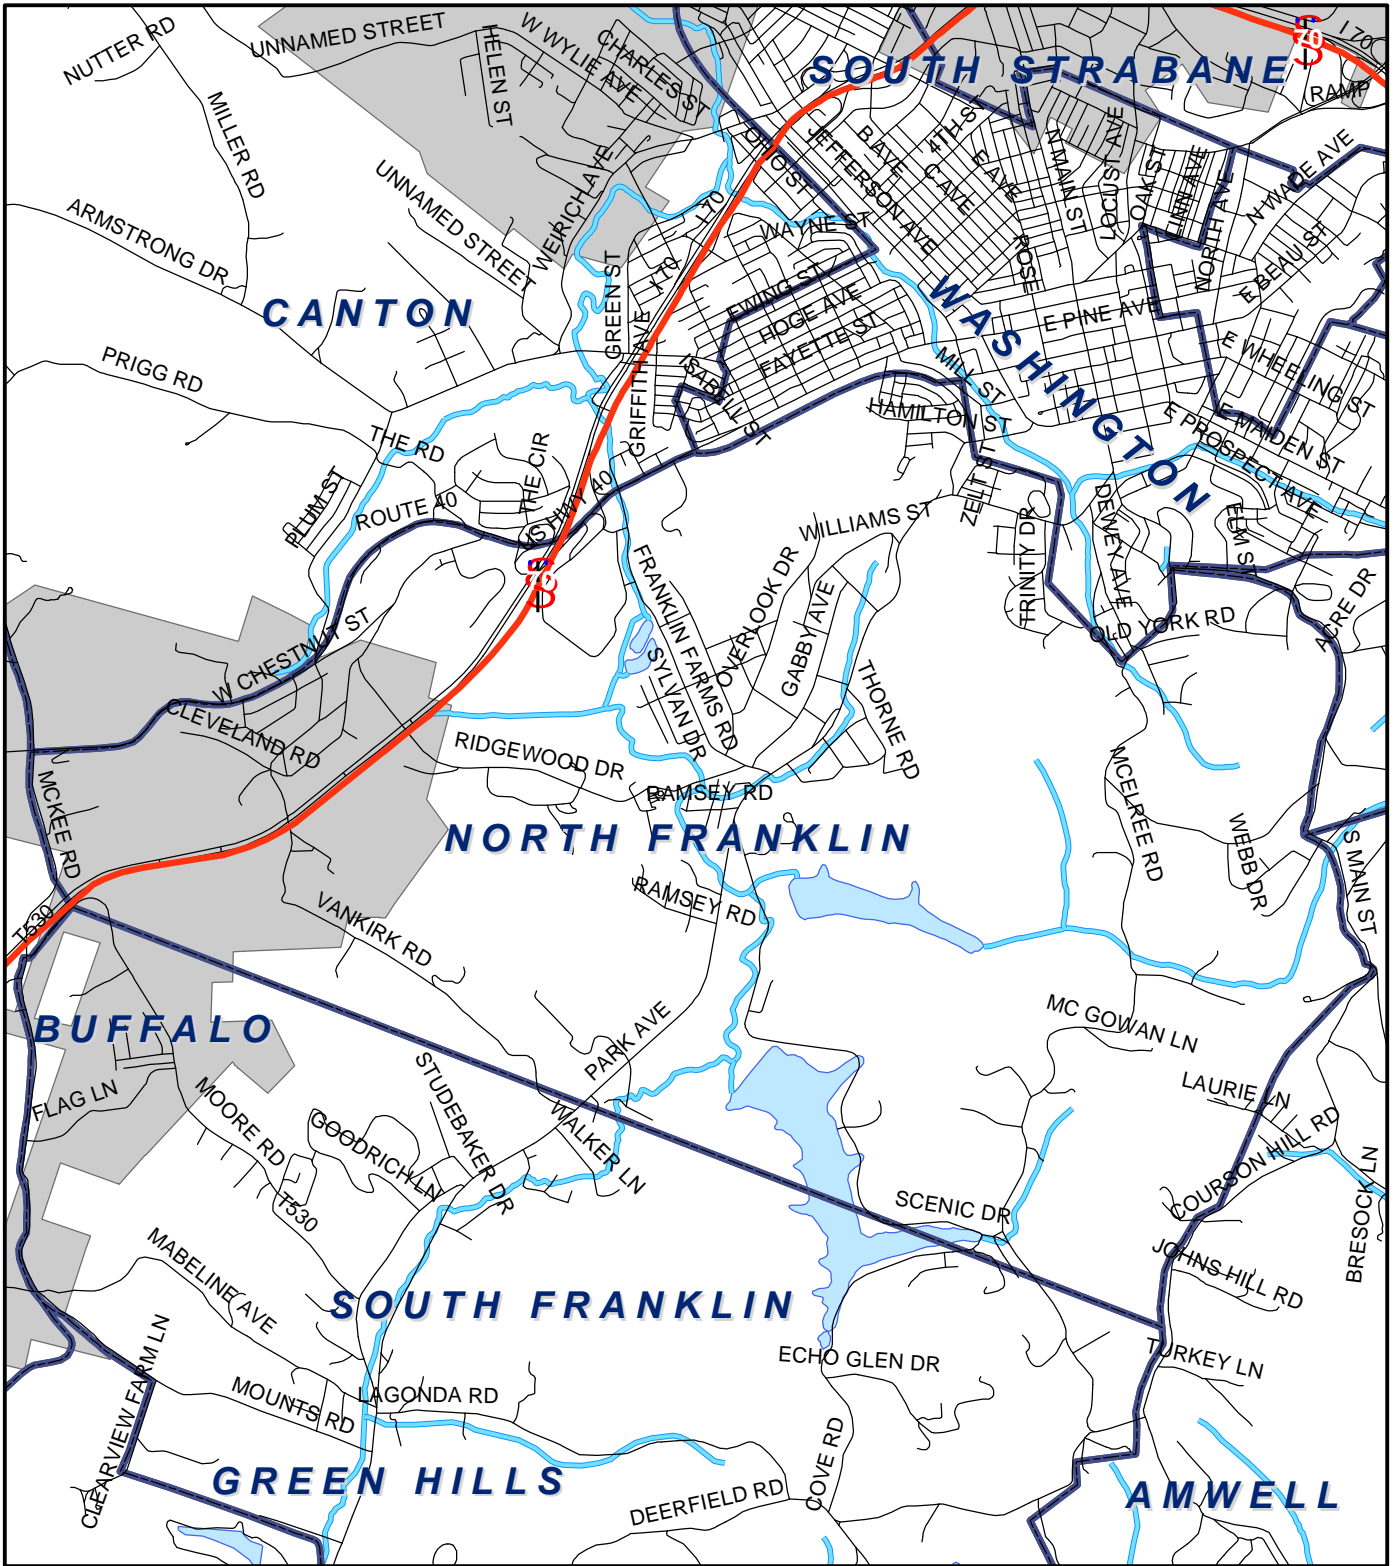 NUTTER RD
UNNAMED STREET
HELEN ST
W WYLIE AVE
CHARLES ST
SOUTH STRABANE
70
I 70
RAMP
MILLER RD
UNNAMED STREET
WEIRICH AVE
OHIO ST
JEFFERSON AVE
B AVE
4TH ST
C AVE
E AVE
N MAIN ST
LOCUST AVE
OAK ST
LINN AVE
NORTH AVE
N WADE AVE
ARMSTRONG DR
I-70
I 70
WAYNE ST
ROSE
E BEAU ST
CANTON
GREEN ST
GRIFFITH AVE
EWING ST
HOGE AVE
FAYETTE ST
ISABELL ST
WASHINGTON
E PINE AVE
E WHEELING ST
PRIGG RD
MILL ST
HAMILTON ST
E MAIDEN ST
E PROSPECT AVE
THE RD
THE CIR
PLUM ST
ROUTE 40
US HWY 40
ZELT ST
TRINITY DR
DEWEY AVE
ELM ST
WILLIAMS ST
70
FRANKLIN FARMS RD
OVERLOOK DR
GABBY AVE
OLD YORK RD
ACRE DR
W CHESTNUT ST
SYLVAN DR
THORNE RD
CLEVELAND RD
RIDGEWOOD DR
RAMSEY RD
MCKEE RD
MCELREE RD
WEBB DR
S MAIN ST
NORTH FRANKLIN
RAMSEY RD
VANKIRK RD
T530
BUFFALO
PARK AVE
MC GOWAN LN
FLAG LN
MOORE RD
STUDEBAKER DR
GOODRICH LN
WALKER LN
LAURIE LN
COURSON HILL RD
BRESOCK LN
T530
SCENIC DR
JOHNS HILL RD
MABELINE AVE
SOUTH FRANKLIN
ECHO GLEN DR
TURKEY LN
CLEARVIEW FARM LN
MOUNTS RD
LAGONDA RD
COVE RD
GREEN HILLS
DEERFIELD RD
AMWELL